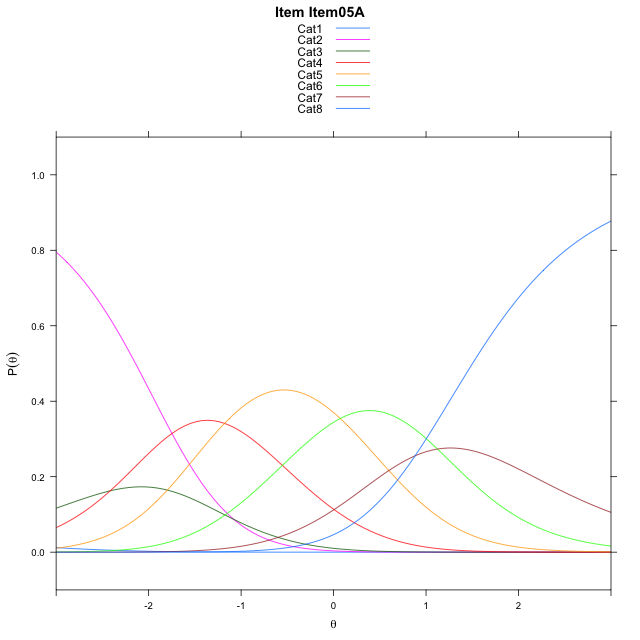 Item Item05A
Cat1
Cat2
Cat3
Cat4
Cat5
Cat6
Cat7
Cat8
1.0
0.8
0.6
0.4
0.2
0.0
P(θ)
-2 -1 0 1 2
θ